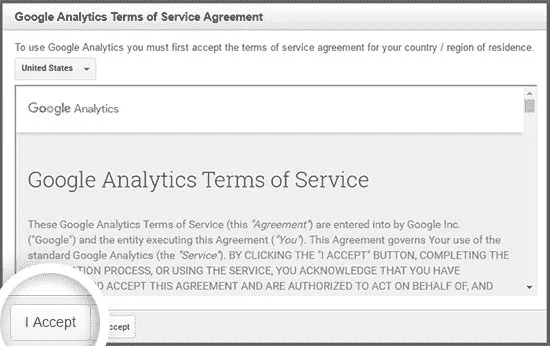 Google Analytics Terms of Service Agreement
To use Google Analytics you must first accept the terms of service agreement for your country / region of residence.
United States
Google Analytics
Google Analytics Terms of Service
These Google Analytics Terms of Service (this "Agreement") are entered into by Google Inc.
("Google") and the entity executing this Agreement ("You"). This Agreement governs Your use of the
standard Google Analytics (the "Service"). BY CLICKING THE "I ACCEPT" BUTTON, COMPLETING THE
PROCESS, OR USING THE SERVICE, YOU ACKNOWLEDGE THAT YOU HAVE
ACCEPT THIS AGREEMENT AND ARE AUTHORIZED TO ACT ON BEHALF OF, AND
I Accept